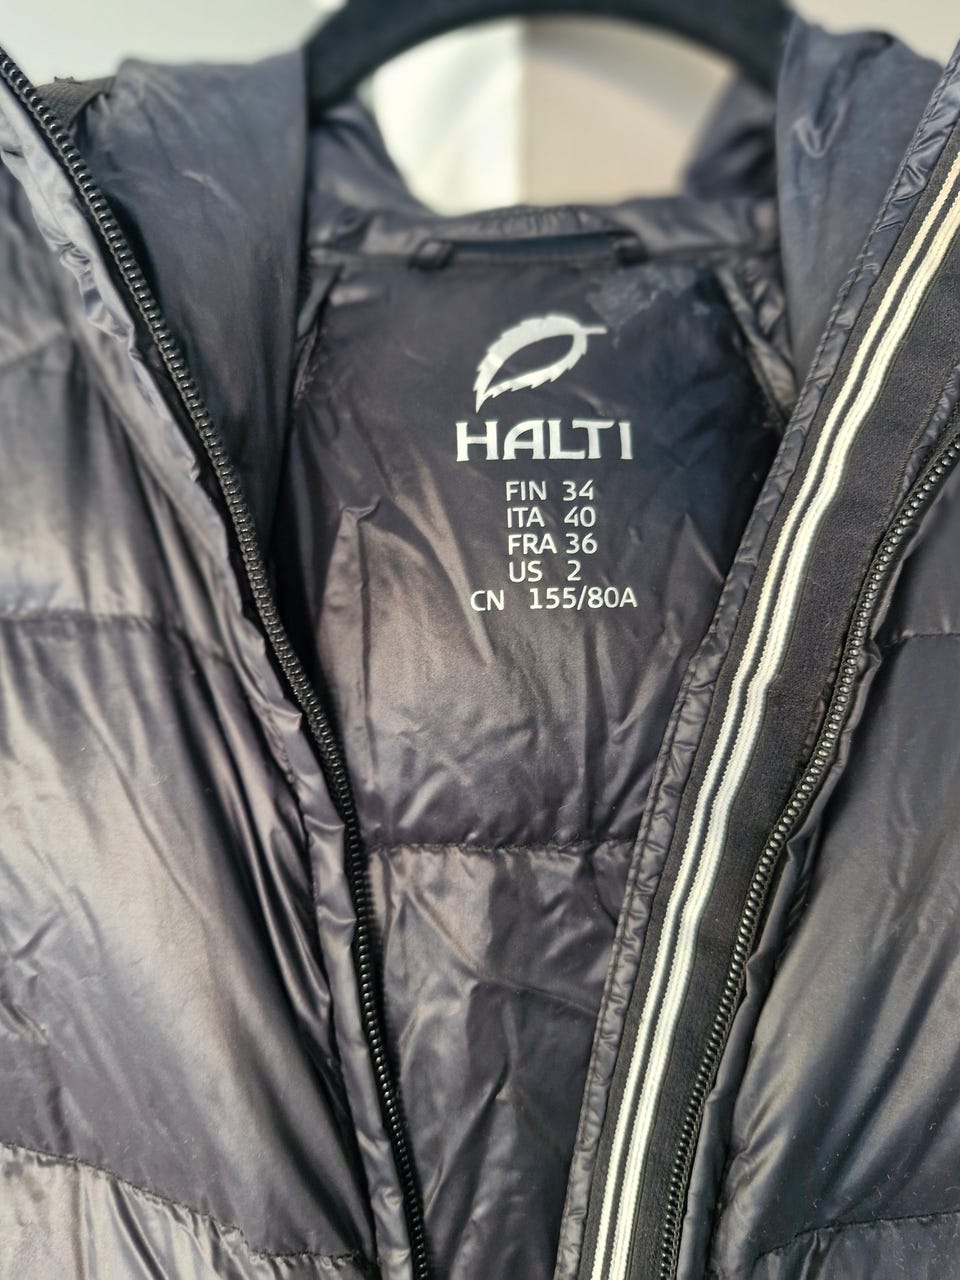 HALTI
FIN 34
ITA 40
FRA 36
US 2
CN 155/80A